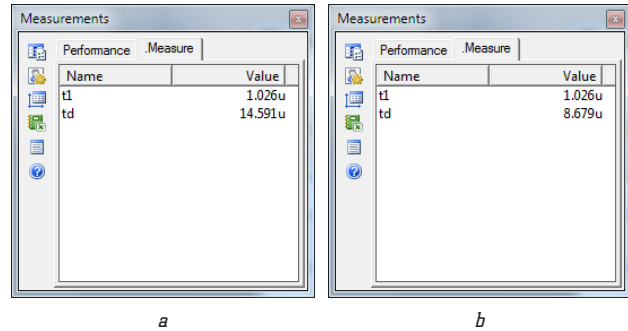 Measurements
Performance .Measure
Name Value
t1 1.026u
td 14.591u
a
Measurements
Performance .Measure
Name Value
t1 1.026u
td 8.679u
b